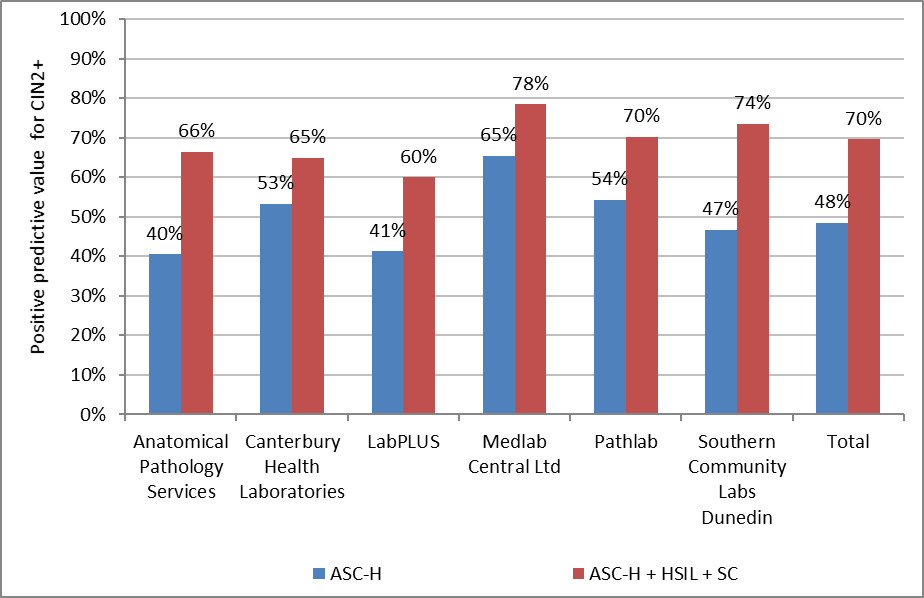 Positive predictive value for CIN2+
100%
90%
80%
70%
60%
50%
40%
30%
20%
10%
0%
40%
66%
53%
65%
41%
60%
65%
78%
54%
70%
47%
74%
48%
70%
Anatomical
Pathology
Services
Canterbury
Health
Laboratories
LabPLUS
Medlab
Central Ltd
Pathlab
Southern
Community
Labs
Dunedin
Total
ASC-H
ASC-H + HSIL + SC